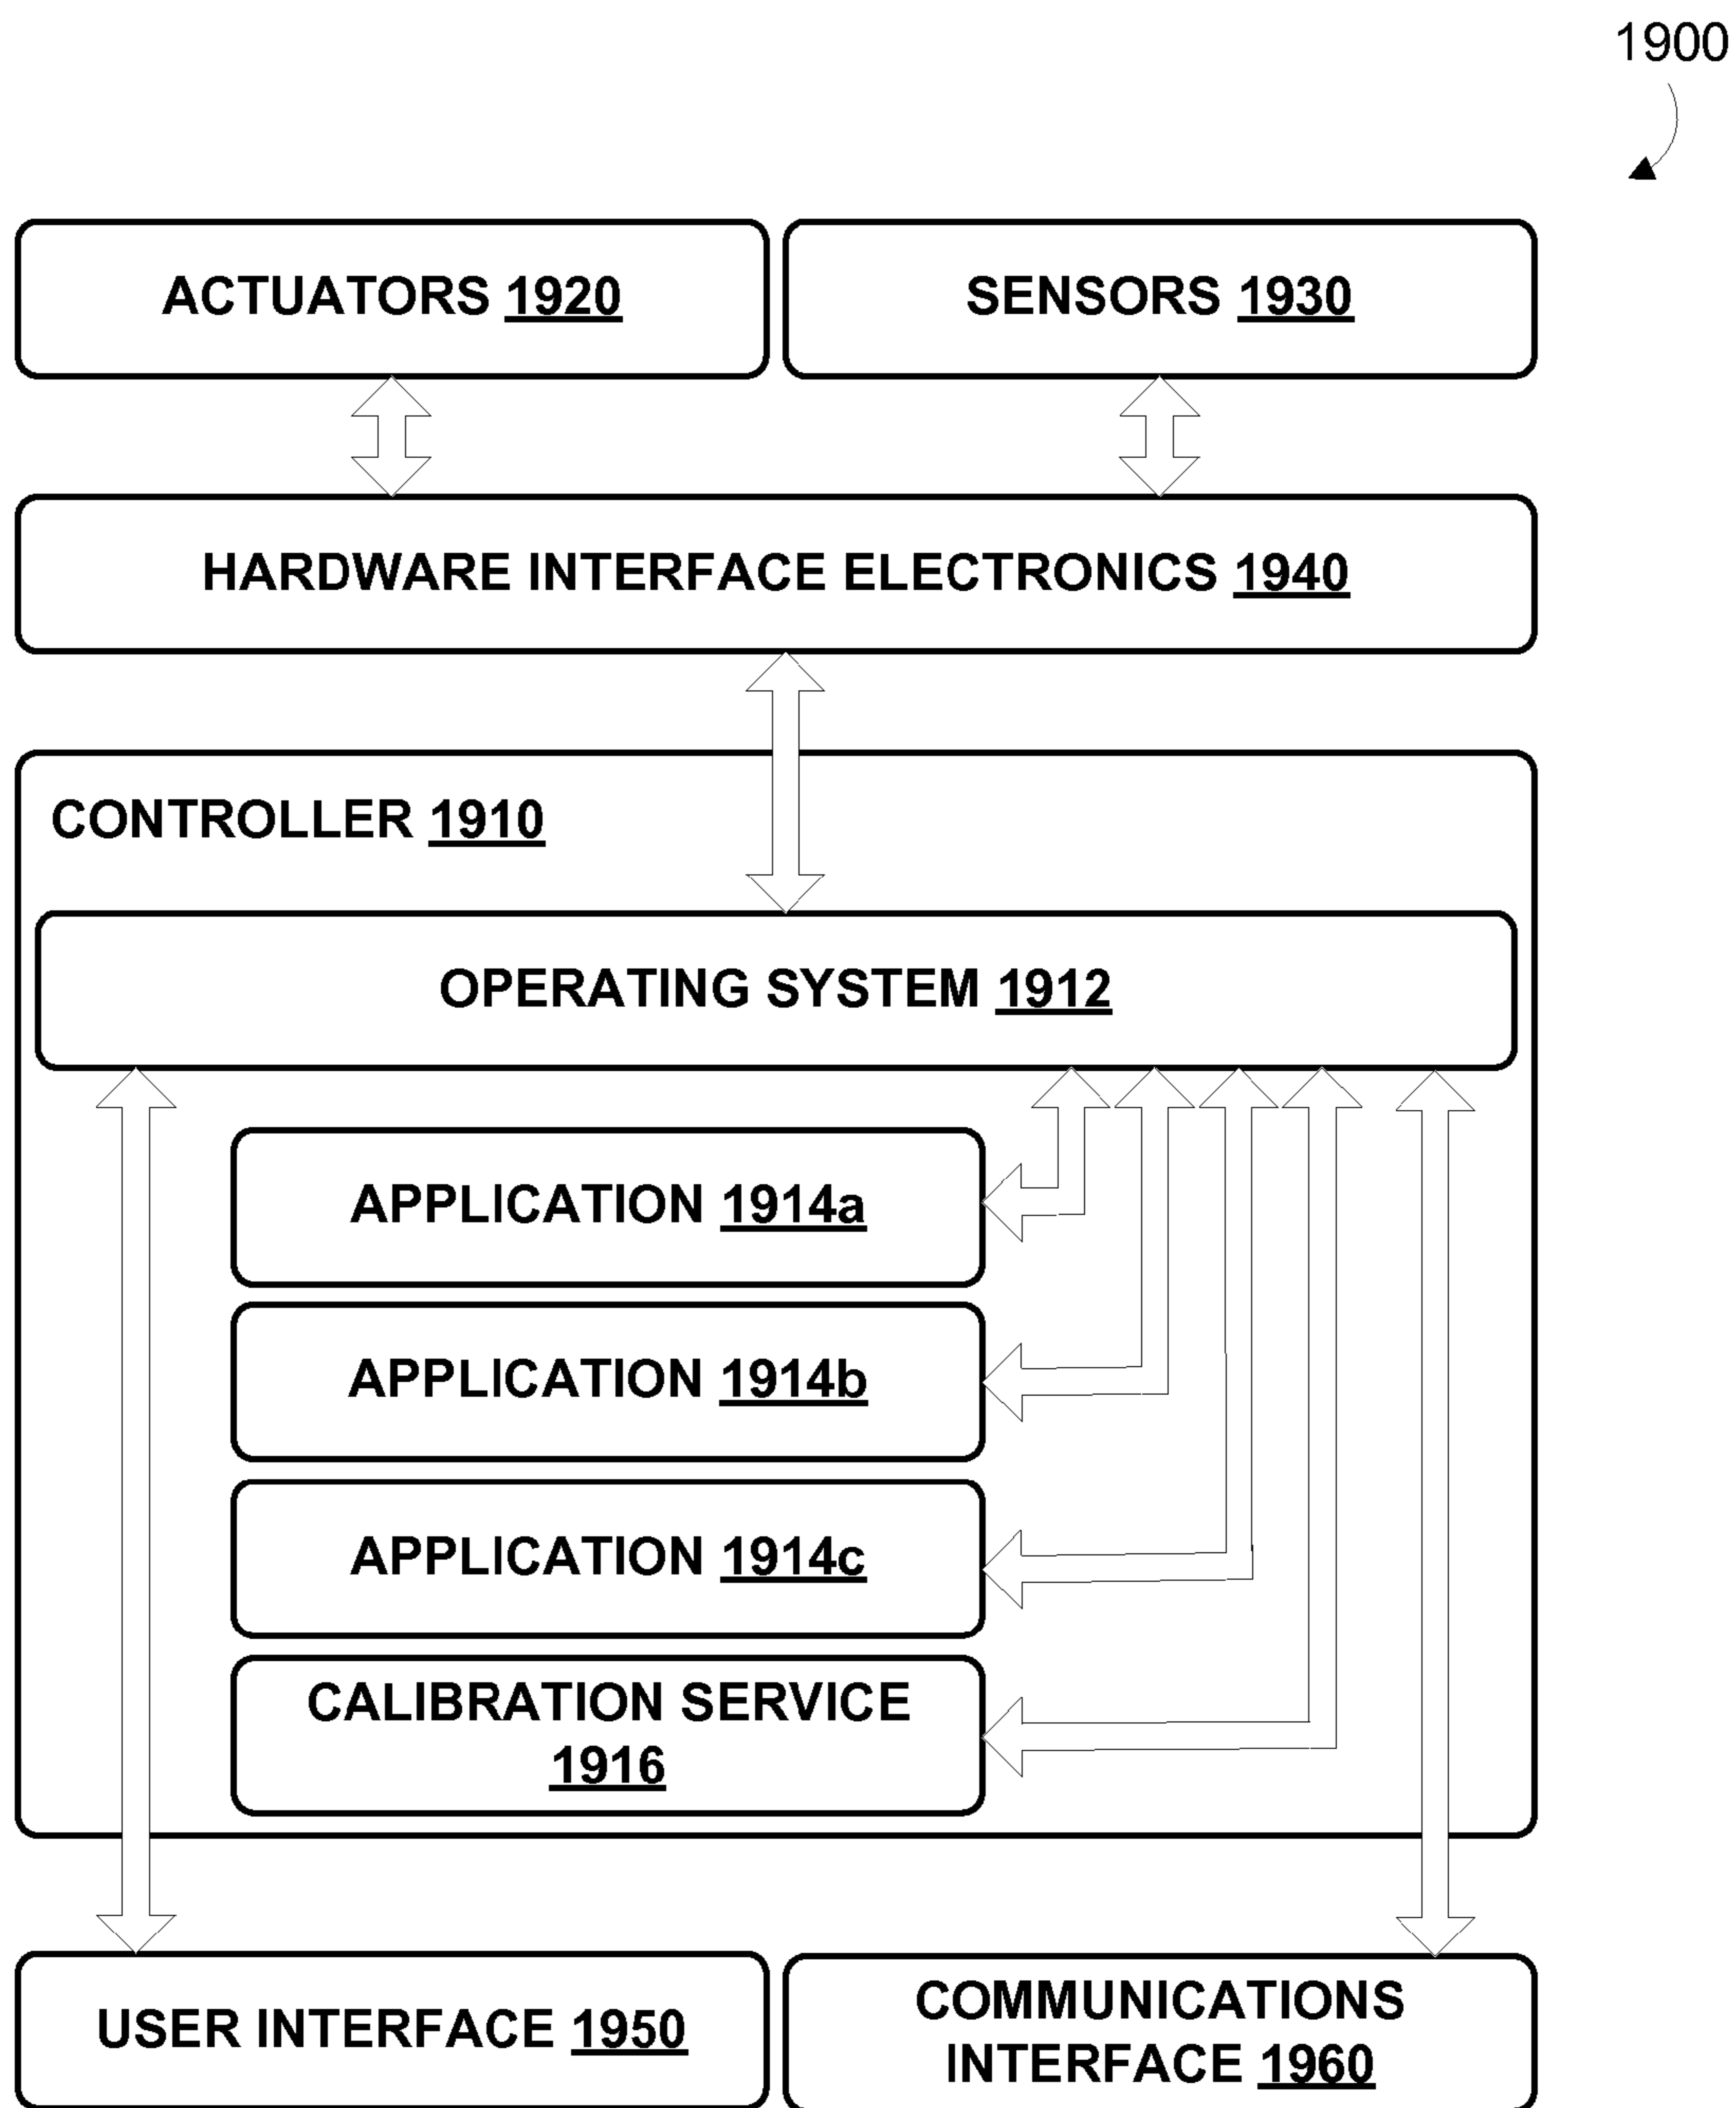 1900
ACTUATORS 1920
SENSORS 1930
HARDWARE INTERFACE ELECTRONICS 1940
CONTROLLER 1910
OPERATING SYSTEM 1912
APPLICATION 1914a
APPLICATION 1914b
APPLICATION 1914c
CALIBRATION SERVICE
1916
USER INTERFACE 1950
COMMUNICATIONS
INTERFACE 1960